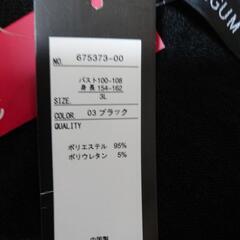 GUM
NO. 675373-00
バスト100-108
身長154-162
SIZE 3L
COLOR 03 ブラック
QUALITY
ポリエステル 95%
ポリウレタン 5%
中国製